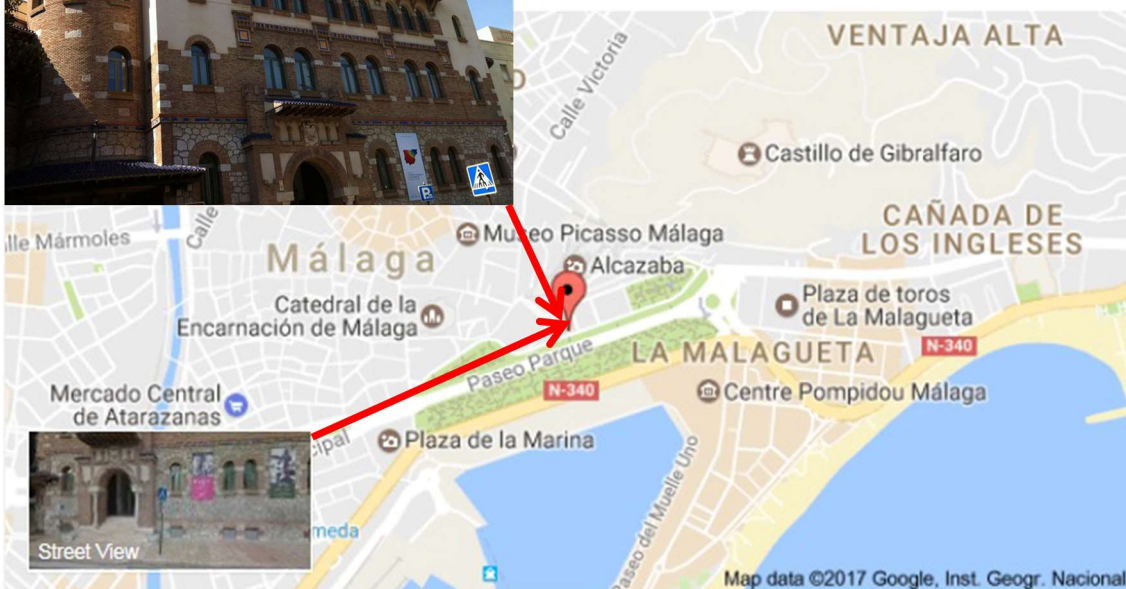 VENTAJA ALTA
Calle Victoria
Castillo de Gibralfaro
CAÑADA DE
LOS INGLESES
lle Mármoles
Calle
Museo Picasso Málaga
Málaga
Alcazaba
Catedral de la
Encarnación de Málaga
Plaza de toros
de La Malagueta
LA MALAGUETA
N-340
Paseo Parque
N-340
Mercado Central
de Atarazanas
Centre Pompidou Málaga
cipal
Plaza de la Marina
Paseo del Muelle Uno
meda
Street View
Map data ©2017 Google, Inst. Geogr. Nacional